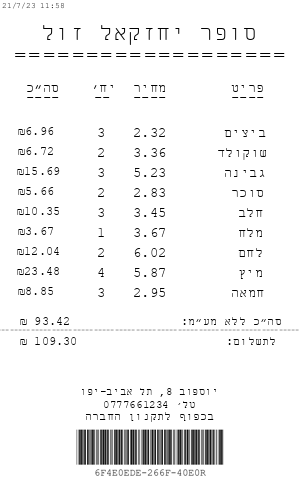 21/7/23 11:58
סופר יחזקאל זול
====================
פריט מחיר יח׳ סה״כ
---- ---- -- ----
ביצים 2.32 3 ₪6.96
שוקולד 3.36 2 ₪6.72
גבינה 5.23 3 ₪15.69
סוכר 2.83 2 ₪5.66
חלב 3.45 3 ₪10.35
מלח 3.67 1 ₪3.67
לחם 6.02 2 ₪12.04
מיץ 5.87 4 ₪23.48
חמאה 2.95 3 ₪8.85
סה״כ ללא מע״מ: 93.42 ₪
לתשלום: 109.30 ₪
יוספוב 8, תל אביב-יפו
טל׳ 0777661234
בכפוף לתקנון החברה
6F4E0EDE-266F-40E0R